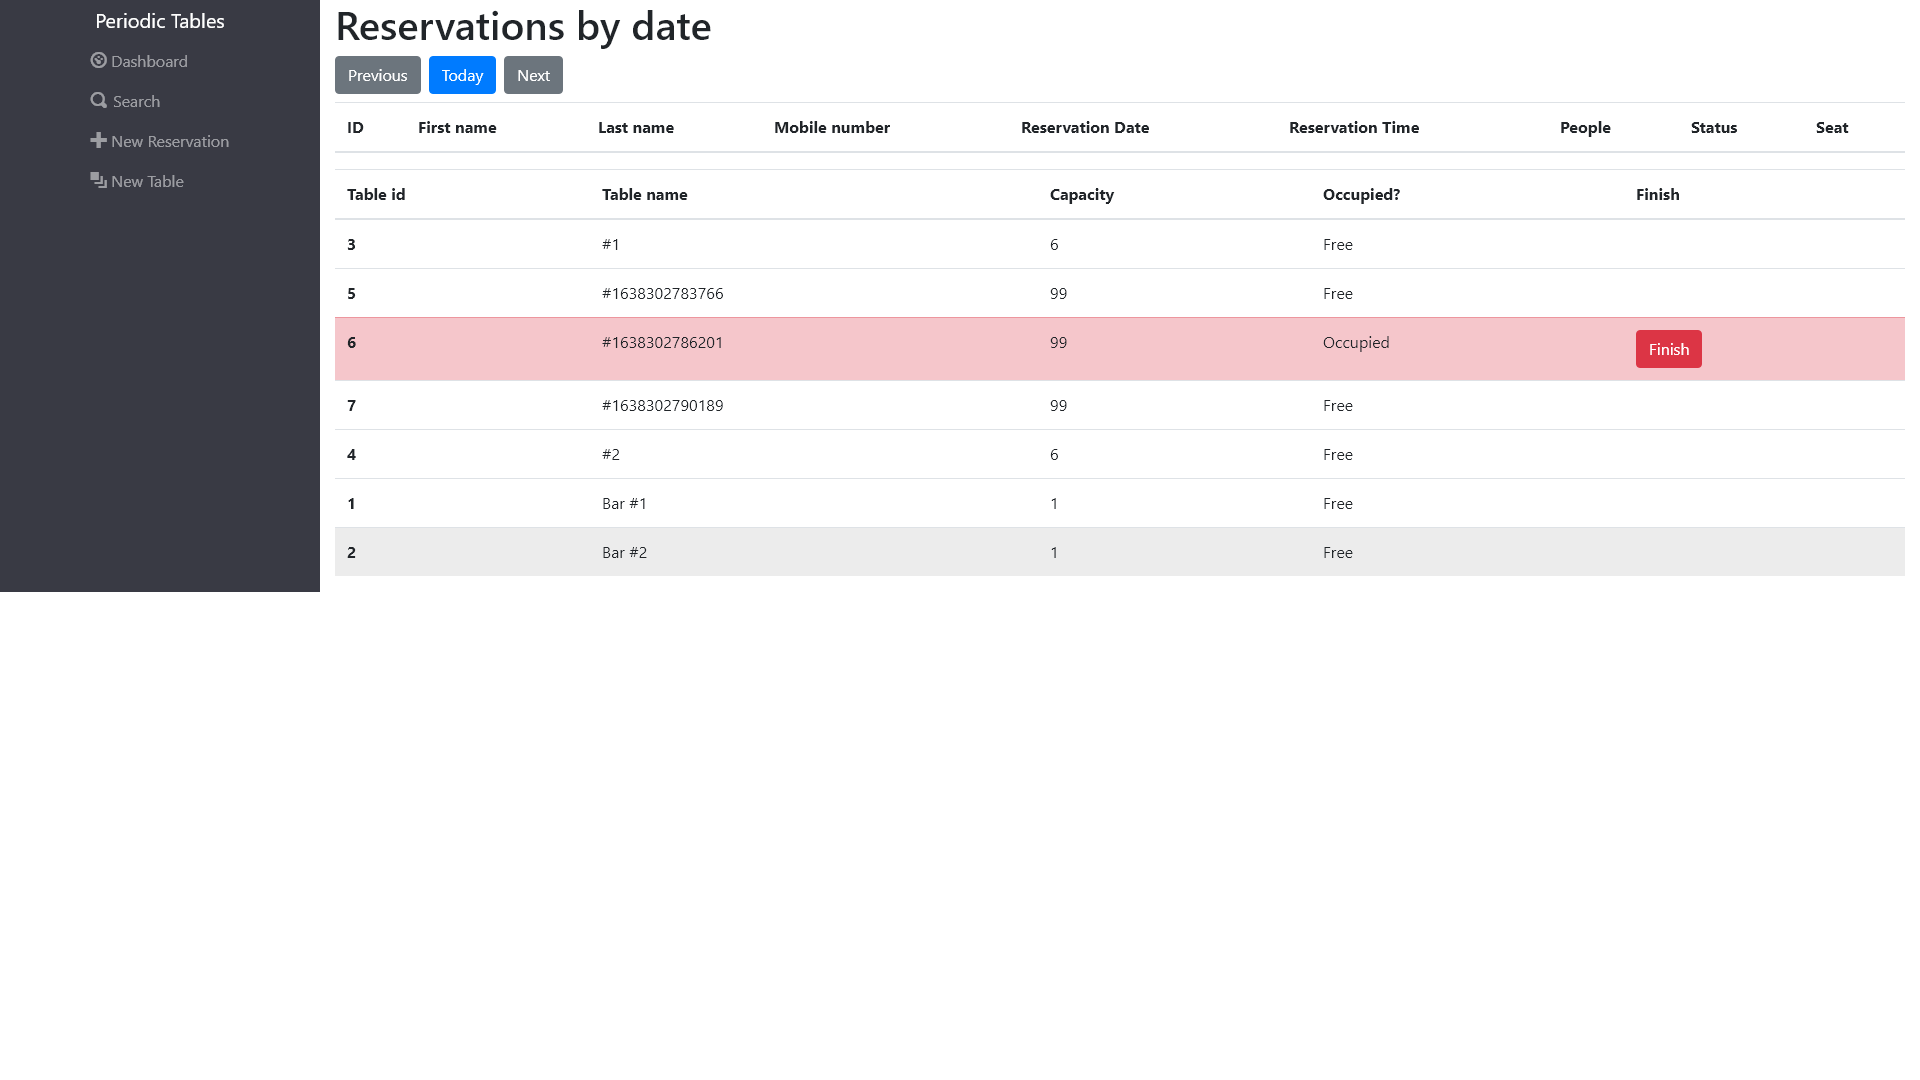 Periodic Tables
Dashboard
Search
New Reservation
New Table
Reservations by date
Previous Today Next
ID First name Last name Mobile number Reservation Date Reservation Time People Status Seat
Table id Table name Capacity Occupied? Finish
3 #1 6 Free
5 #1638302783766 99 Free
6 #1638302786201 99 Occupied Finish
7 #1638302790189 99 Free
4 #2 6 Free
1 Bar #1 1 Free
2 Bar #2 1 Free